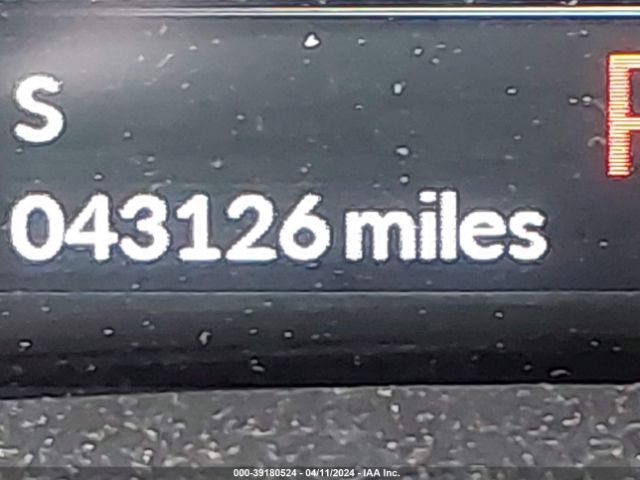 S
P
043126 miles
000-39180524 - 04/11/2024 - IAA Inc.